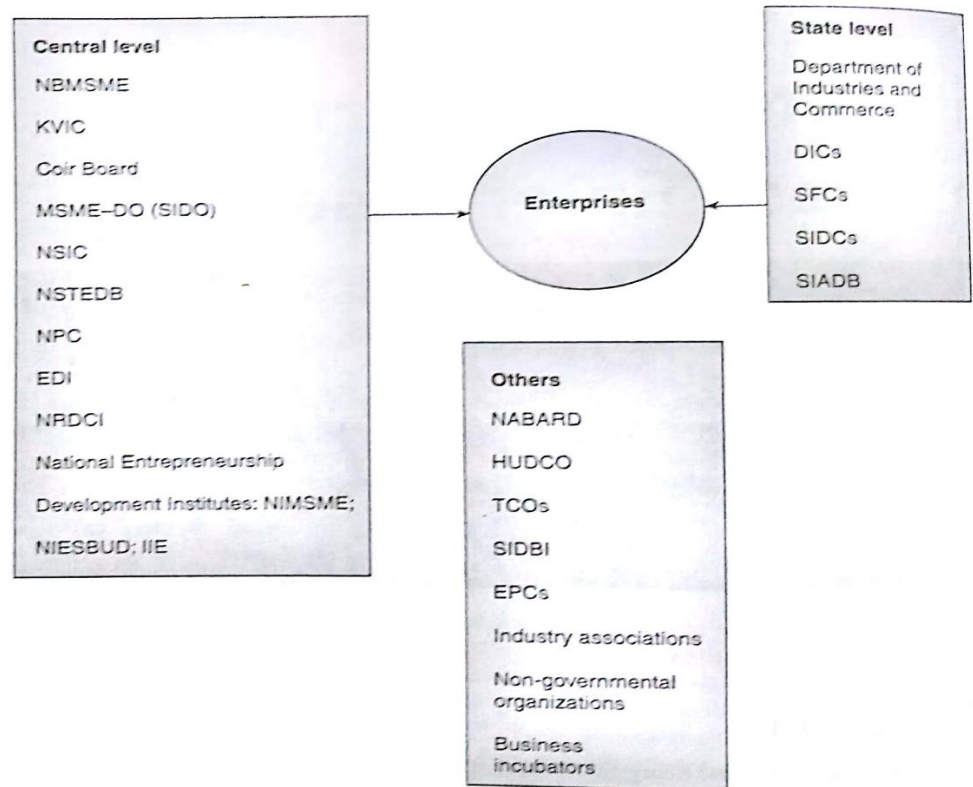 Central level
NBMSME
KVIC
Coir Board
MSME–DO (SIDO)
NSIC
NSTEDB
NPC
EDI
NRDCI
National Entrepreneurship
Development Institutes: NIMSME;
NIESBUD; IIE
Enterprises
State level
Department of
Industries and
Commerce
DICs
SFCs
SIDCs
SIADB
Others
NABARD
HUDCO
TCOs
SIDBI
EPCs
Industry associations
Non-governmental
organizations
Business
incubators